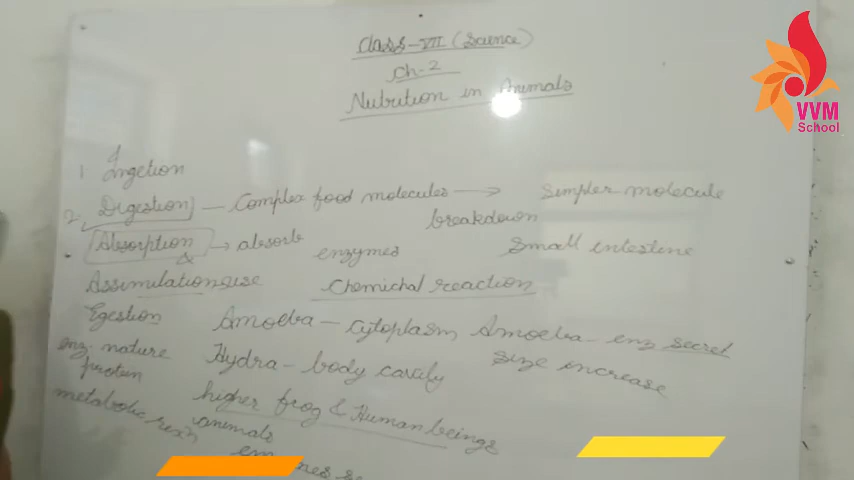 Class-VII (Science)
Ch-2
Nutrition in Animals
VVM
School
1 Ingetion
2- Digestion — Complex food molecules → simpler molecule
breakdown
Absorption → absorb enzymes small intestine
&
Assimilation use Chemichal reaction
Egestion Amoeba — cytoplasm Amoeba - enz secret
enz. nature Hydra — body cavity size increase
protein
metabolic rexn higher frog & Human beings
animals